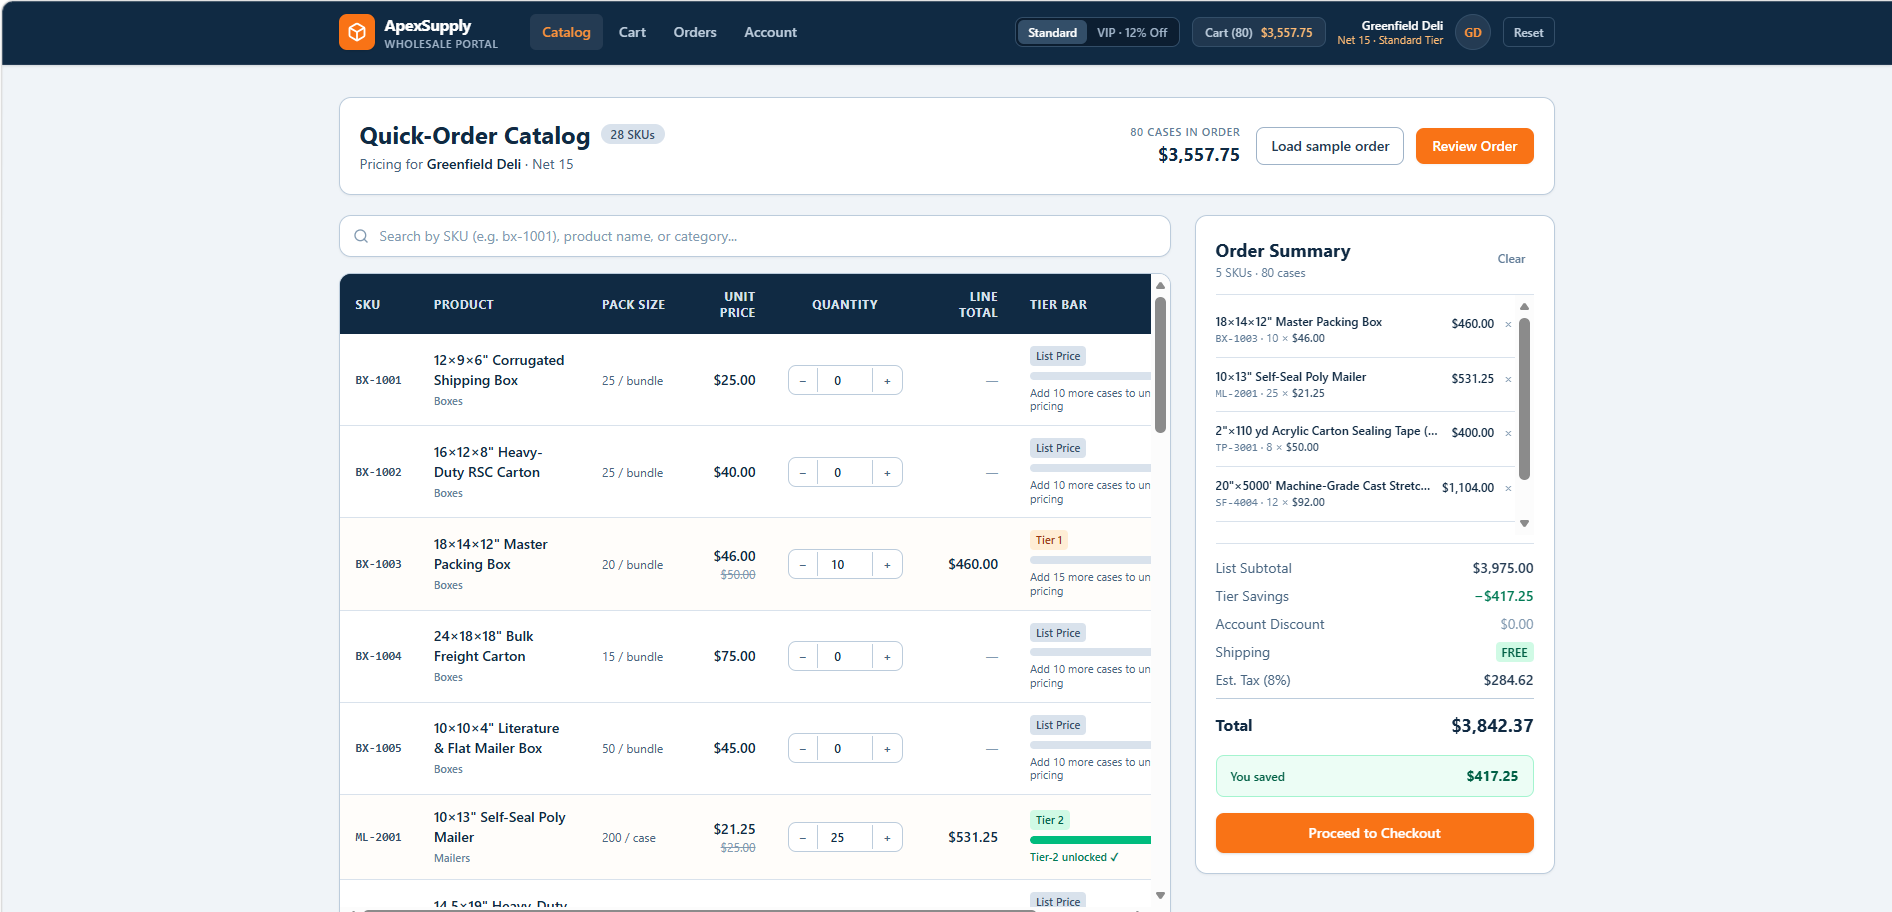 ApexSupply
WHOLESALE PORTAL
Catalog
Cart
Orders
Account
Standard
VIP · 12% Off
Cart (80) $3,557.75
Greenfield Deli
Net 15 · Standard Tier
GD
Reset
Quick-Order Catalog
28 SKUs
Pricing for Greenfield Deli · Net 15
80 CASES IN ORDER
$3,557.75
Load sample order
Review Order
Search by SKU (e.g. bx-1001), product name, or category...
SKU
PRODUCT
PACK SIZE
UNIT
PRICE
QUANTITY
LINE
TOTAL
TIER BAR
BX-1001
12×9×6" Corrugated
Shipping Box
Boxes
25 / bundle
$25.00
− 0 +
—
List Price
Add 10 more cases to un
pricing
BX-1002
16×12×8" Heavy-
Duty RSC Carton
Boxes
25 / bundle
$40.00
− 0 +
—
List Price
Add 10 more cases to un
pricing
BX-1003
18×14×12" Master
Packing Box
Boxes
20 / bundle
$46.00
$50.00
− 10 +
$460.00
Tier 1
Add 15 more cases to un
pricing
BX-1004
24×18×18" Bulk
Freight Carton
Boxes
15 / bundle
$75.00
− 0 +
—
List Price
Add 10 more cases to un
pricing
BX-1005
10×10×4" Literature
& Flat Mailer Box
Boxes
50 / bundle
$45.00
− 0 +
—
List Price
Add 10 more cases to un
pricing
ML-2001
10×13" Self-Seal Poly
Mailer
Mailers
200 / case
$21.25
$25.00
− 25 +
$531.25
Tier 2
Tier-2 unlocked ✓
14.5×19" Heavy-Duty
List Price
Order Summary
5 SKUs · 80 cases
Clear
18×14×12" Master Packing Box
BX-1003 · 10 × $46.00
$460.00 ×
10×13" Self-Seal Poly Mailer
ML-2001 · 25 × $21.25
$531.25 ×
2"×110 yd Acrylic Carton Sealing Tape (...
TP-3001 · 8 × $50.00
$400.00 ×
20"×5000' Machine-Grade Cast Stretc...
SF-4004 · 12 × $92.00
$1,104.00 ×
List Subtotal $3,975.00
Tier Savings −$417.25
Account Discount $0.00
Shipping FREE
Est. Tax (8%) $284.62
Total $3,842.37
You saved $417.25
Proceed to Checkout